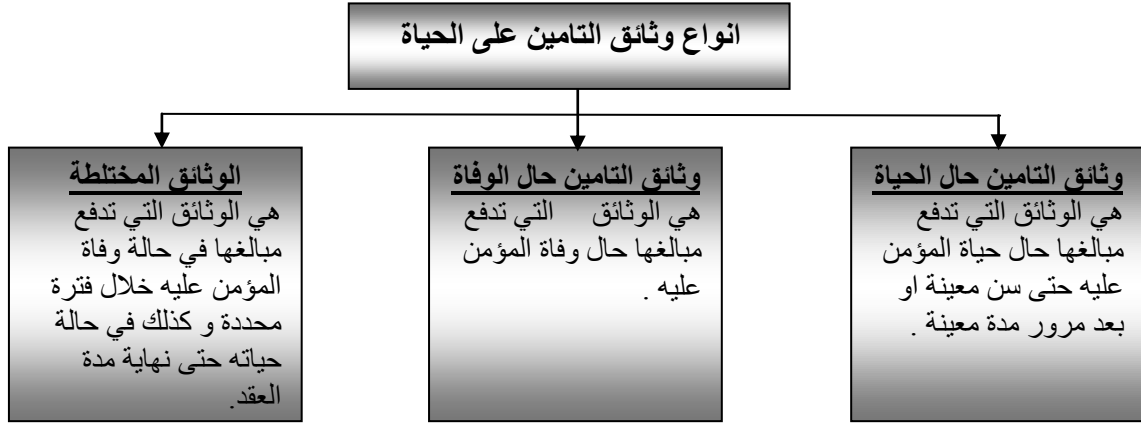 انواع وثائق التامين على الحياة
وثائق التامين حال الحياة
هي الوثائق التي تدفع
مبالغها حال حياة المؤمن
عليه حتى سن معينة او
بعد مرور مدة معينة .
وثائق التامين حال الوفاة
هي الوثائق التي تدفع
مبالغها حال وفاة المؤمن
عليه .
الوثائق المختلطة
هي الوثائق التي تدفع
مبالغها في حالة وفاة
المؤمن عليه خلال فترة
محددة و كذلك في حالة
حياته حتى نهاية مدة
العقد.